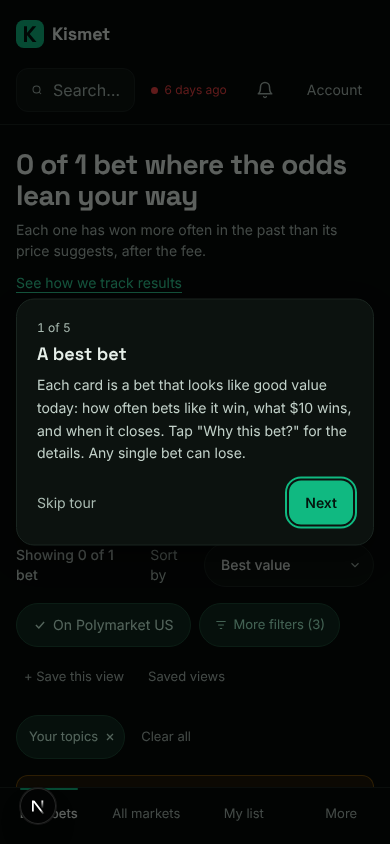 Kismet
Search...
6 days ago
Account
0 of 1 bet where the odds
lean your way
Each one has won more often in the past than its
price suggests, after the fee.
See how we track results
1 of 5
A best bet
Each card is a bet that looks like good value
today: how often bets like it win, what $10 wins,
and when it closes. Tap "Why this bet?" for the
details. Any single bet can lose.
Skip tour
Next
Showing 0 of 1
bet
Sort
by
Best value
On Polymarket US
More filters (3)
+ Save this view
Saved views
Your topics ×
Clear all
bets
All markets
My list
More